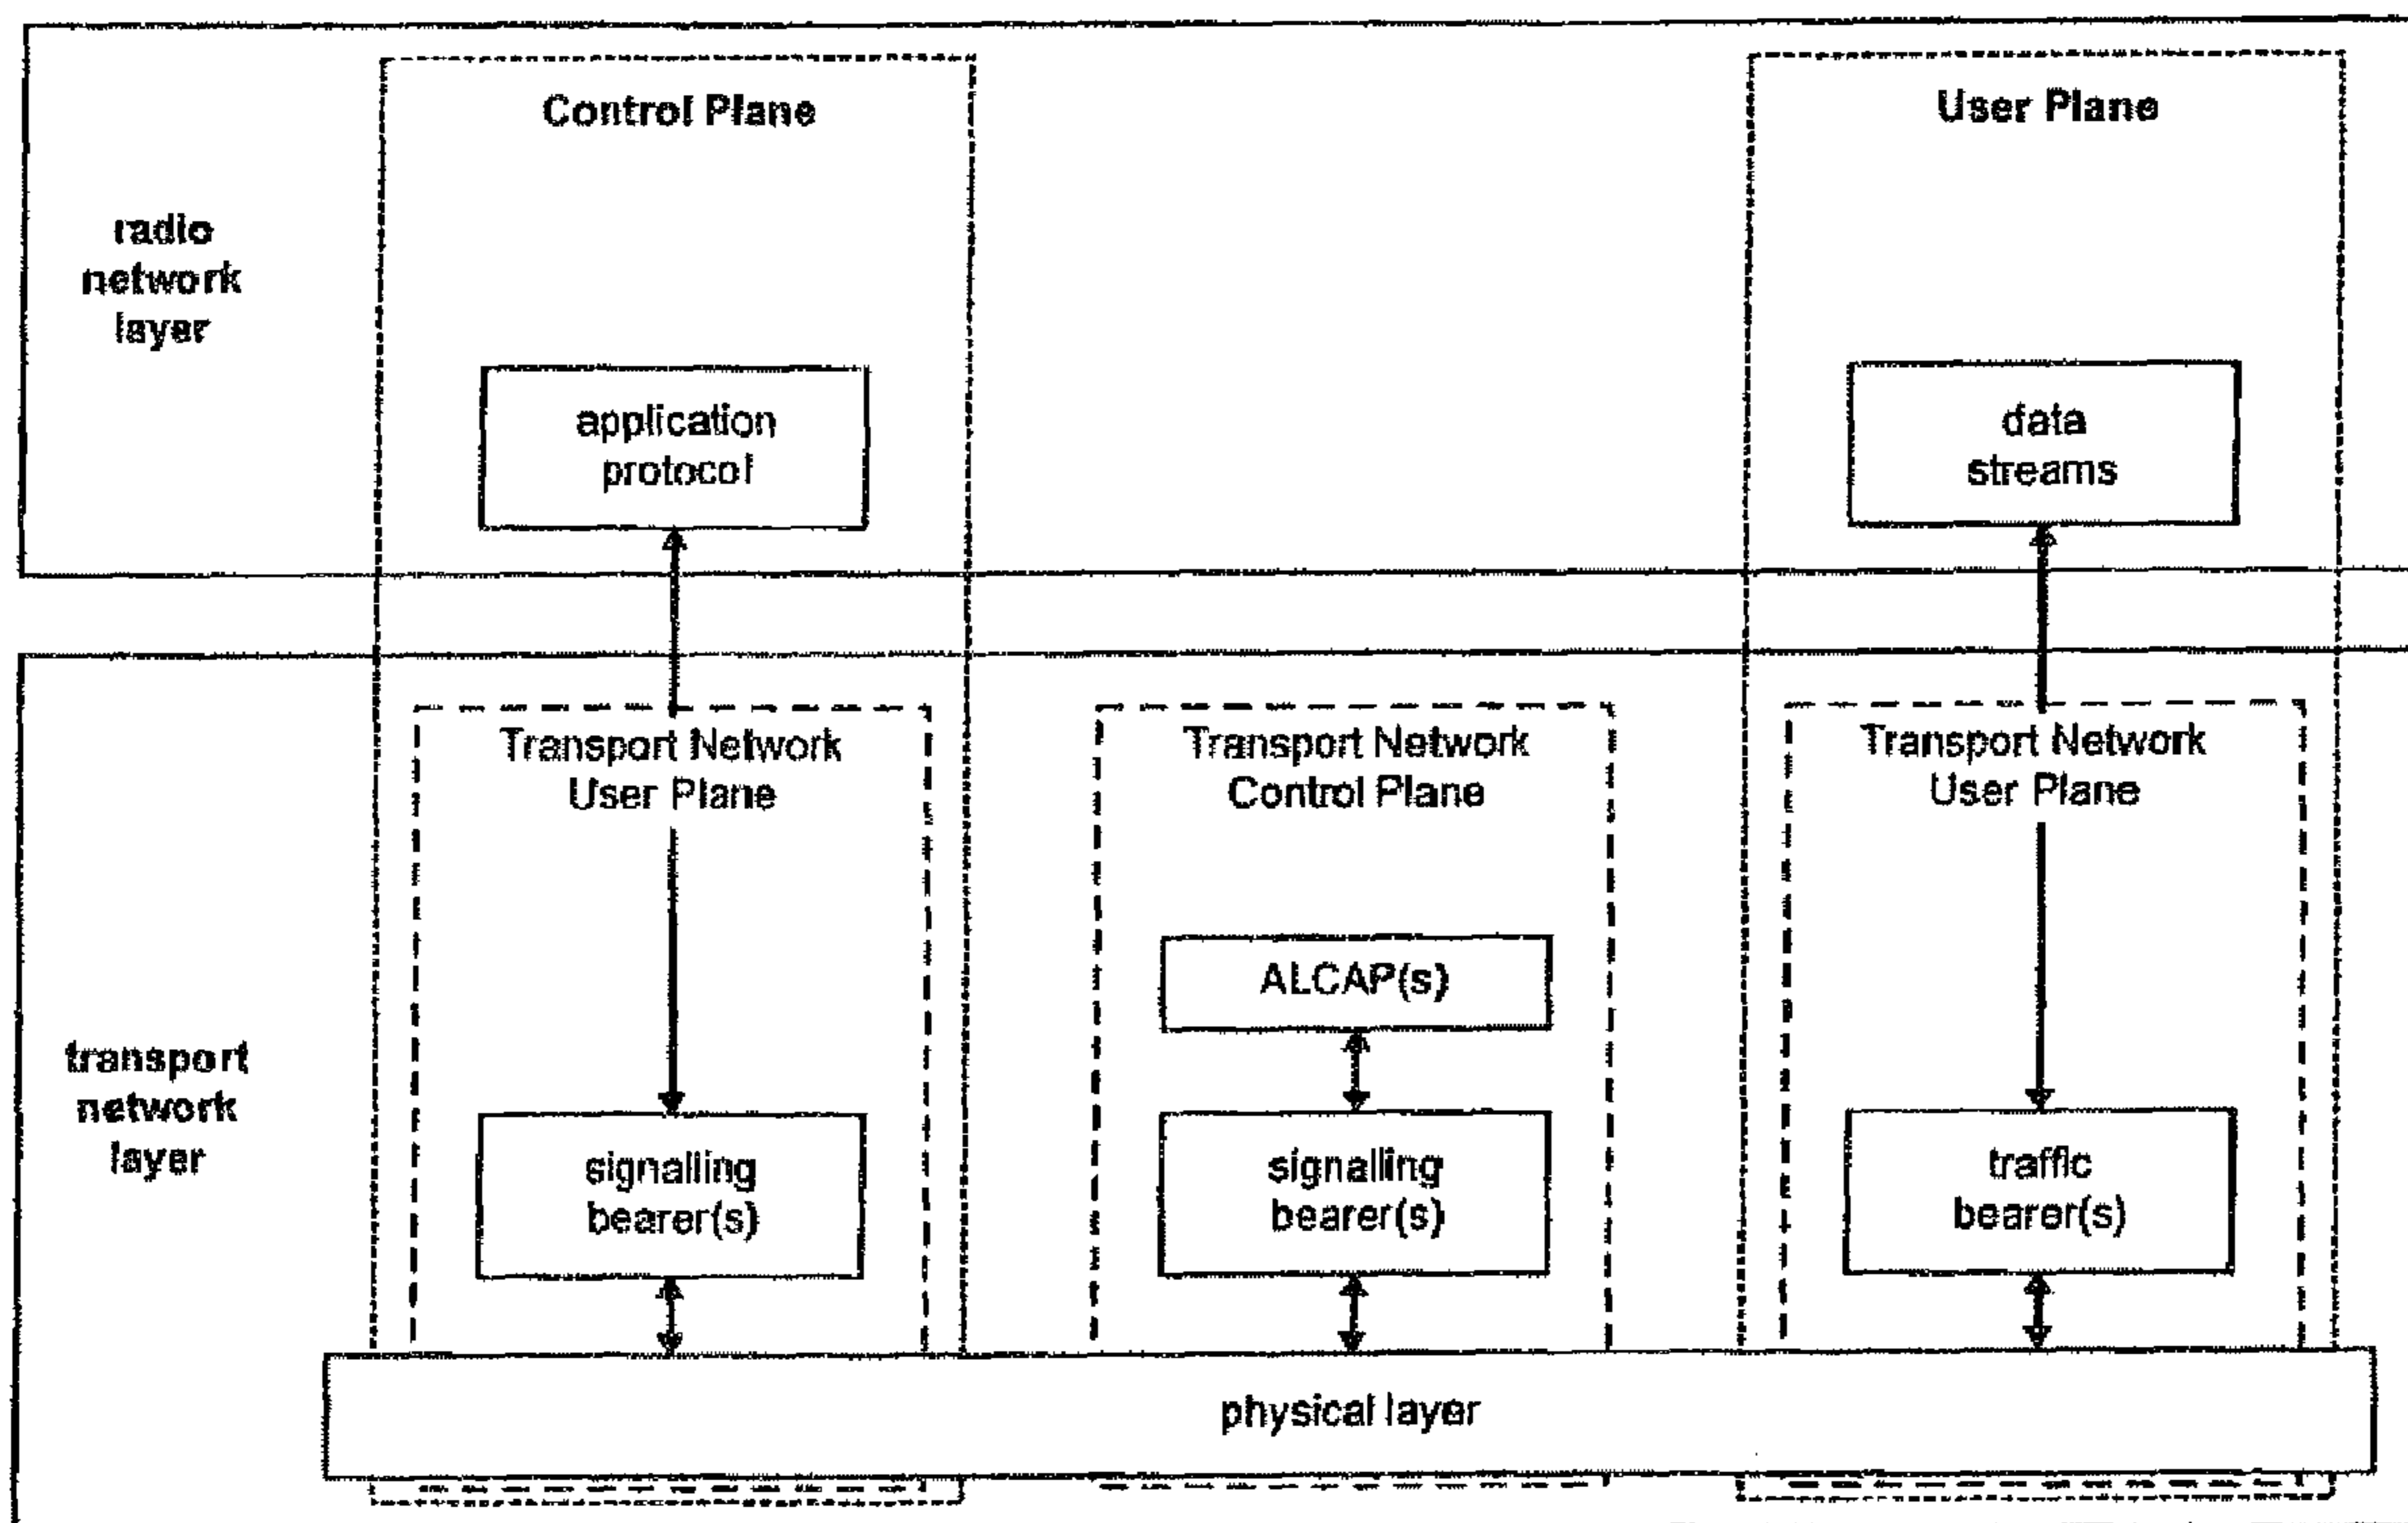 Control Plane
User Plane
radio
network
layer
application
protocol
data
streams
Transport Network
User Plane
Transport Network
Control Plane
Transport Network
User Plane
ALCAP(s)
transport
network
layer
signalling
bearer(s)
signalling
bearer(s)
traffic
bearer(s)
physical layer